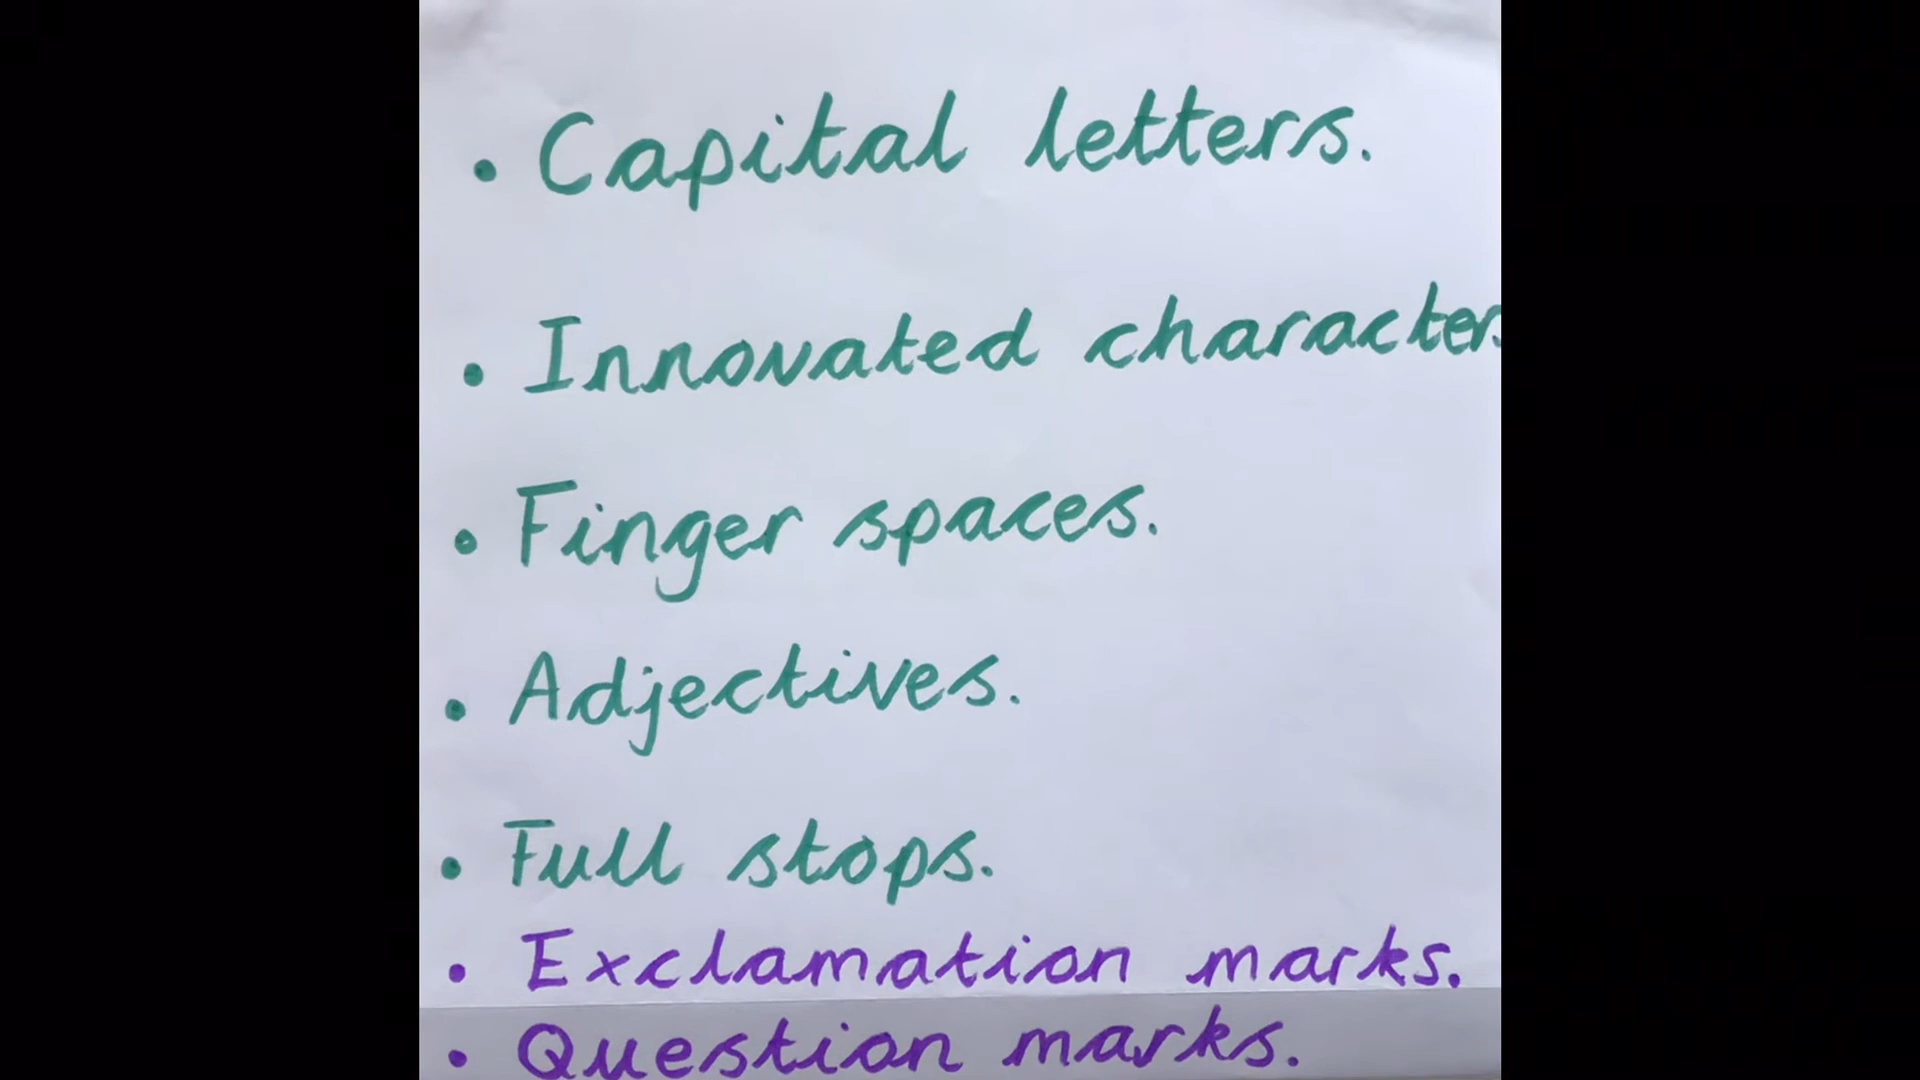 • Capital letters.
• Innovated character.
• Finger spaces.
• Adjectives.
• Full stops.
• Exclamation marks.
• Question marks.